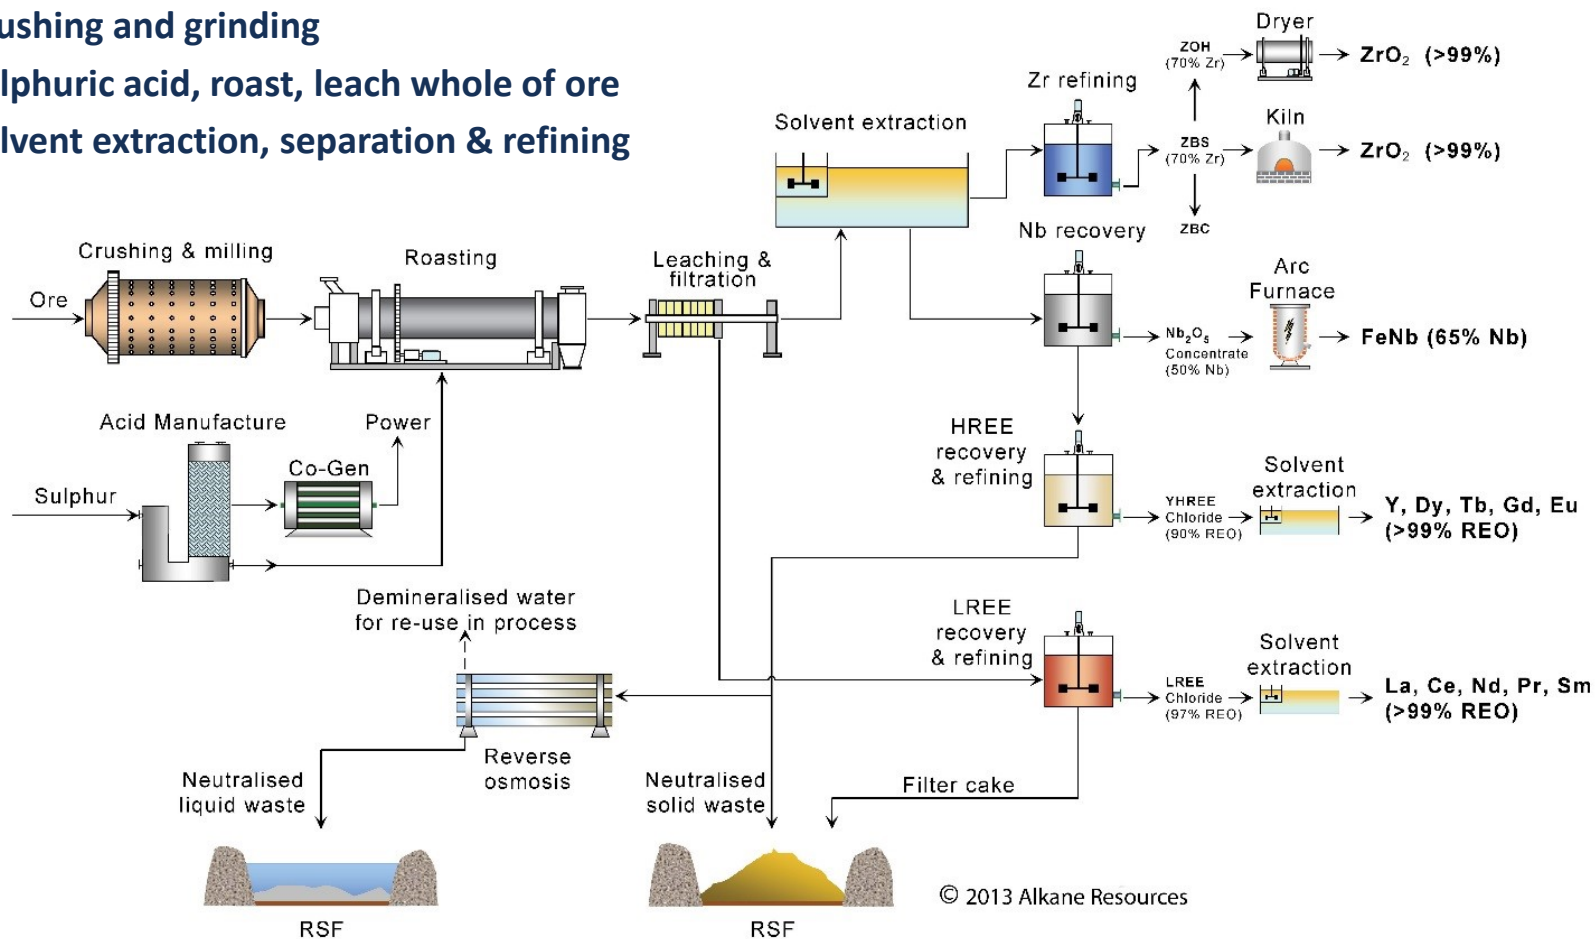 ushing and grinding
lphuric acid, roast, leach whole of ore
lvent extraction, separation & refining
Dryer
ZOH
(70% Zr)
ZrO₂ (>99%)
Zr refining
Solvent extraction
Kiln
ZBS
(70% Zr)
ZrO₂ (>99%)
ZBC
Nb recovery
Crushing & milling
Roasting
Leaching &
filtration
Arc
Furnace
Ore
Nb₂O₅
Concentrate
(50% Nb)
FeNb (65% Nb)
Acid Manufacture
Power
HREE
recovery
& refining
Co-Gen
Sulphur
Solvent
extraction
YHREE
Chloride
(90% REO)
Y, Dy, Tb, Gd, Eu
(>99% REO)
Demineralised water
for re-use in process
LREE
recovery
& refining
Solvent
extraction
LREE
Chloride
(97% REO)
La, Ce, Nd, Pr, Sm
(>99% REO)
Reverse
osmosis
Neutralised
liquid waste
Neutralised
solid waste
Filter cake
© 2013 Alkane Resources
RSF
RSF